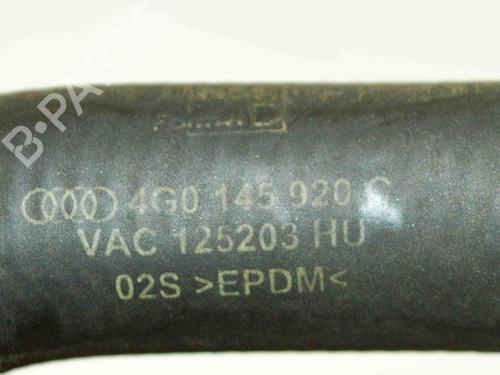 B-PARTS
4G0 145 920 C
VAC 125203 HU
02S >EPDM<